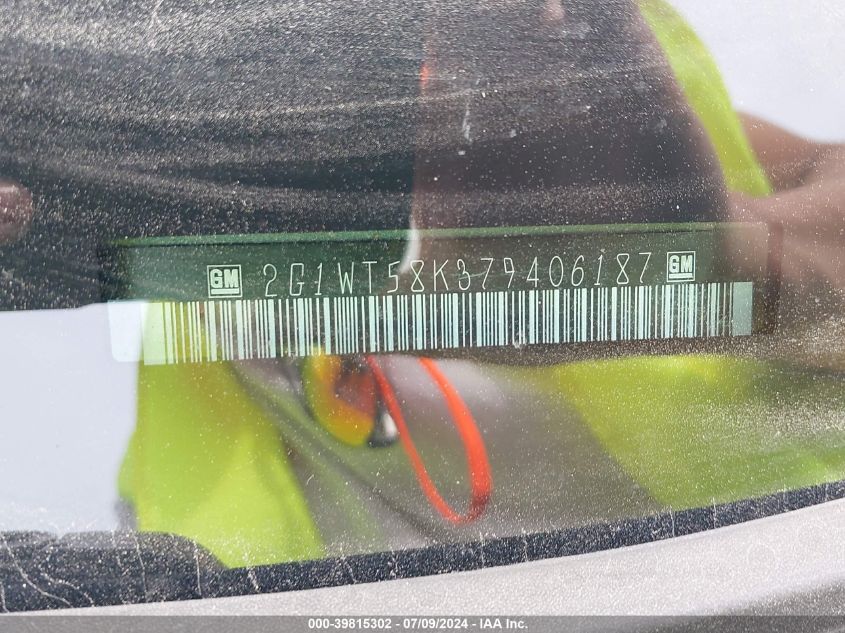 GM 2G1WT58K379406187 GM
000-39815302 - 07/09/2024 - IAA Inc.